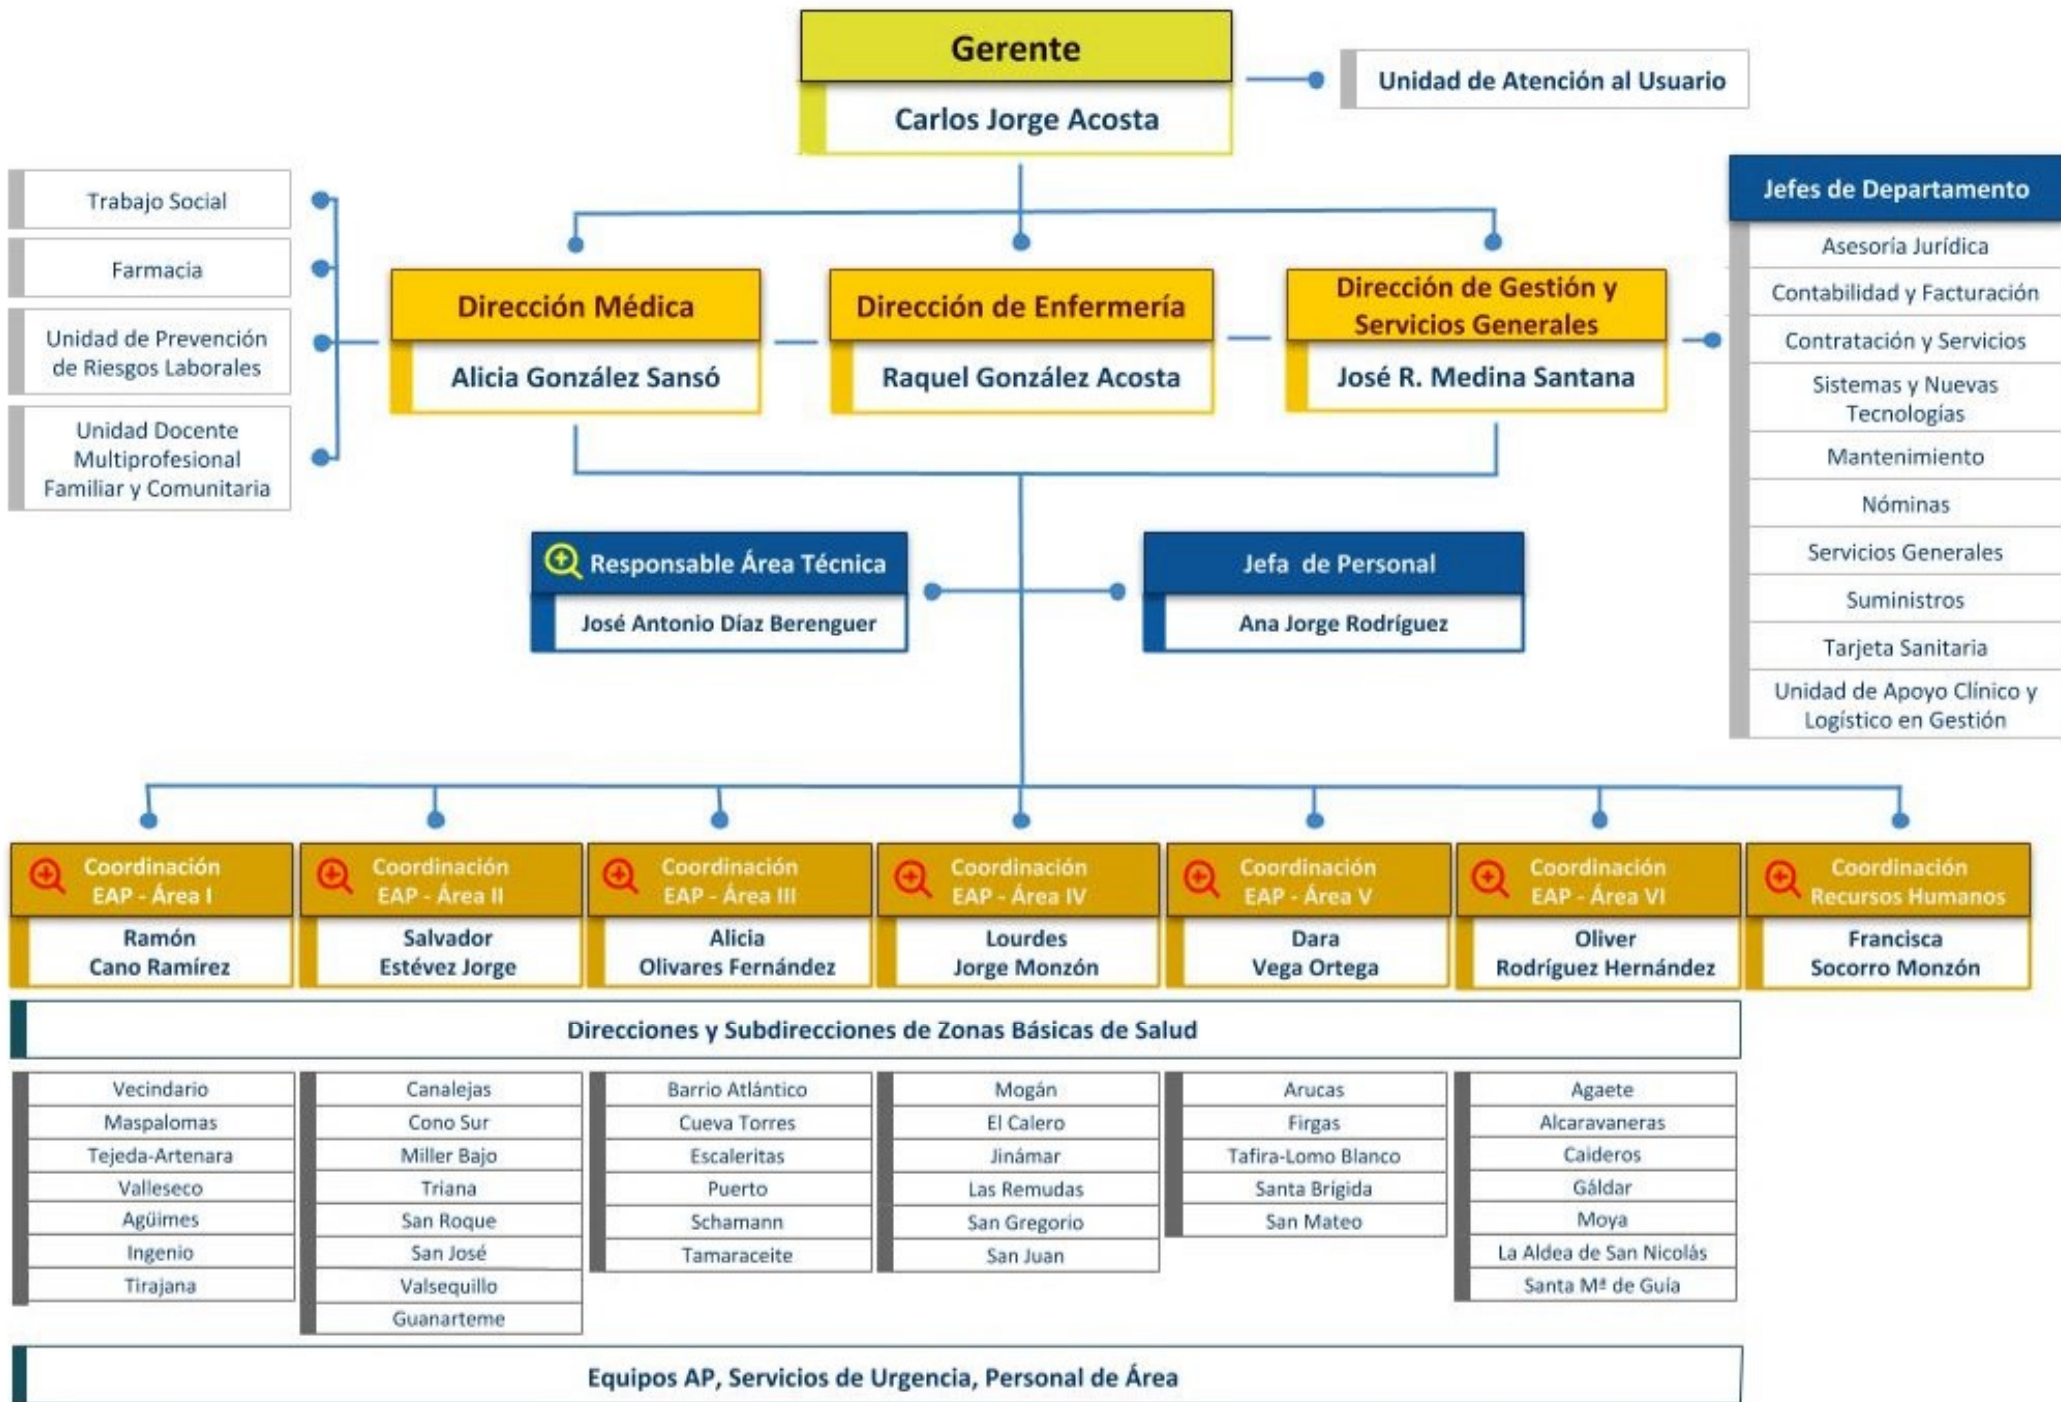 Gerente
Carlos Jorge Acosta
Unidad de Atención al Usuario
Trabajo Social
Farmacia
Unidad de Prevención
de Riesgos Laborales
Unidad Docente
Multiprofesional
Familiar y Comunitaria
Dirección Médica
Alicia González Sansó
Dirección de Enfermería
Raquel González Acosta
Dirección de Gestión y
Servicios Generales
José R. Medina Santana
Jefes de Departamento
Asesoría Jurídica
Contabilidad y Facturación
Contratación y Servicios
Sistemas y Nuevas
Tecnologías
Mantenimiento
Nóminas
Servicios Generales
Suministros
Tarjeta Sanitaria
Unidad de Apoyo Clínico y
Logístico en Gestión
Responsable Área Técnica
José Antonio Díaz Berenguer
Jefa de Personal
Ana Jorge Rodríguez
Coordinación
EAP - Área I
Ramón
Cano Ramírez
Coordinación
EAP - Área II
Salvador
Estévez Jorge
Coordinación
EAP - Área III
Alicia
Olivares Fernández
Coordinación
EAP - Área IV
Lourdes
Jorge Monzón
Coordinación
EAP - Área V
Dara
Vega Ortega
Coordinación
EAP - Área VI
Oliver
Rodríguez Hernández
Coordinación
Recursos Humanos
Francisca
Socorro Monzón
Direciones y Subdirecciones de Zonas Básicas de Salud
Vecindario
Maspalomas
Tejeda-Artenara
Valleseco
Agüimes
Ingenio
Tirajana
Canalejas
Cono Sur
Miller Bajo
Triana
San Roque
San José
Valsequillo
Guanarteme
Barrio Atlántico
Cueva Torres
Escaleritas
Puerto
Schamann
Tamaraceite
Mogán
El Calero
Jinámar
Las Remudas
San Gregorio
San Juan
Arucas
Firgas
Tafira-Lomo Blanco
Santa Brígida
San Mateo
Agaete
Alcaravaneras
Caideros
Gáldar
Moya
La Aldea de San Nicolás
Santa Mª de Guía
Equipos AP, Servicios de Urgencia, Personal de Área